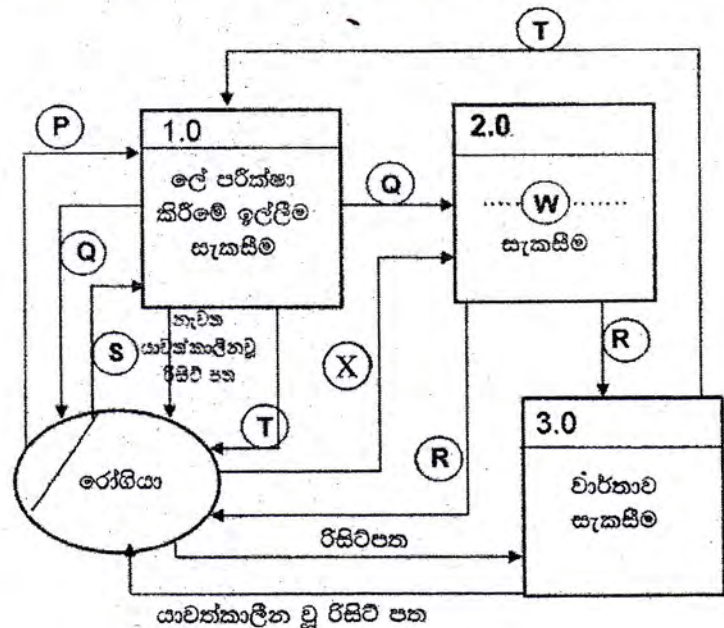 T
P
1.0
ලේ පරීක්ෂා
කිරීමේ ඉල්ලීම
සැකසීම
Q
2.0
W
සැකසීම
Q
S
නැවත
යාවත්කාලීනවූ
රිසිට් පත
X
T
R
R
3.0
වාර්තාව
සැකසීම
රෝගියා
රිසිට්පත
යාවත්කාලීන වූ රිසිට් පත